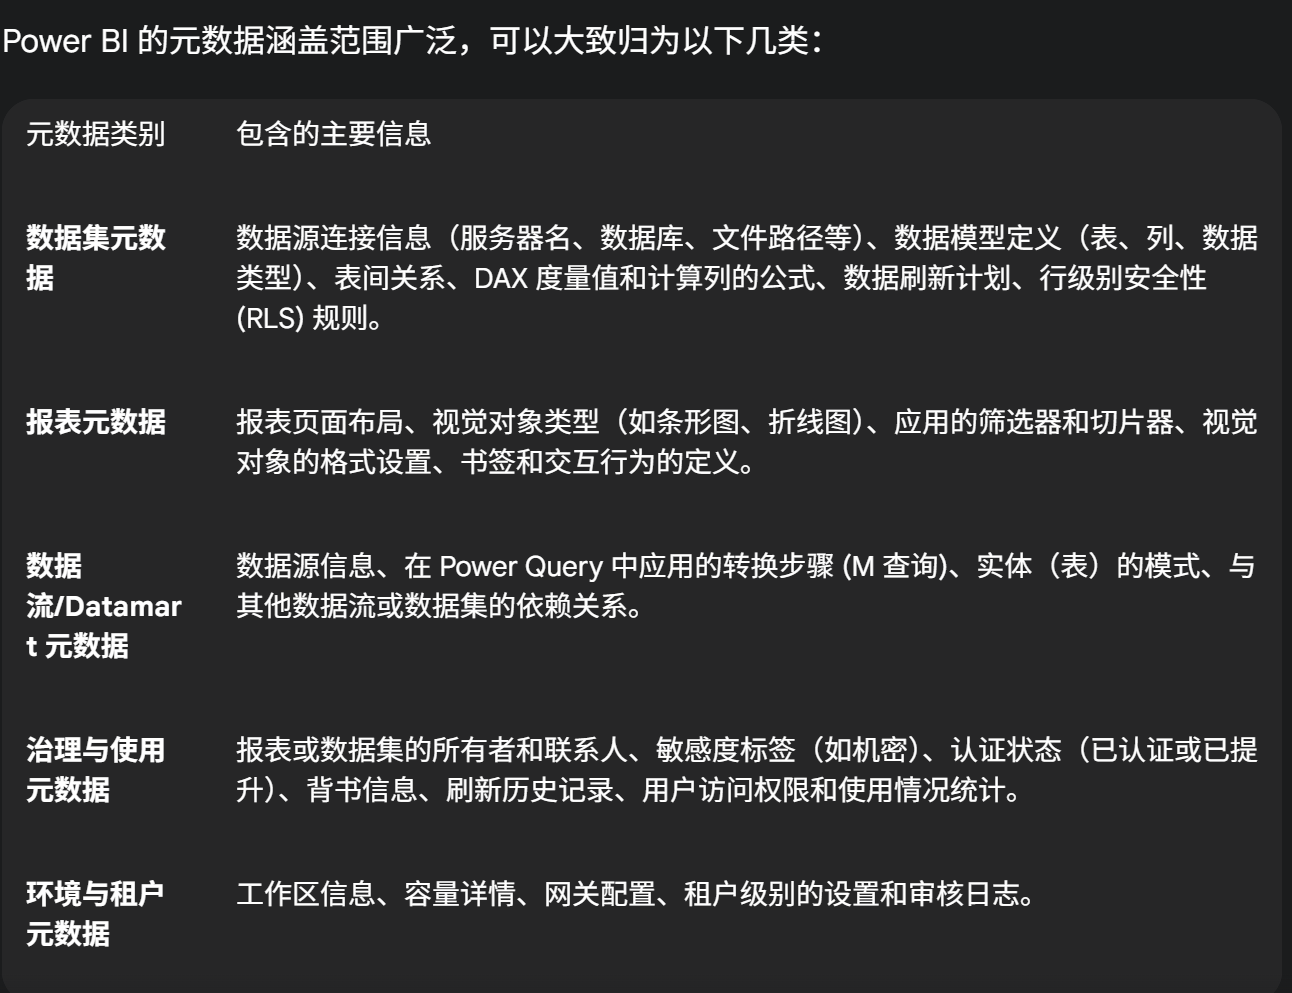 Power BI 的元数据涵盖范围广泛，可以大致归为以下几类：
元数据类别
包含的主要信息
数据集元数
据
数据源连接信息（服务器名、数据库、文件路径等）、数据模型定义（表、列、数据
类型）、表间关系、DAX 度量值和计算列的公式、数据刷新计划、行级别安全性
(RLS) 规则。
报表元数据
报表页面布局、视觉对象类型（如条形图、折线图）、应用的筛选器和切片器、视觉
对象的格式设置、书签和交互行为的定义。
数据
流/Datamar
t 元数据
数据源信息、在 Power Query 中应用的转换步骤 (M 查询)、实体（表）的模式、与
其他数据流或数据集的依赖关系。
治理与使用
元数据
报表或数据集的所有者和联系人、敏感度标签（如机密）、认证状态（已认证或已提
升）、背书信息、刷新历史记录、用户访问权限和使用情况统计。
环境与租户
元数据
工作区信息、容量详情、网关配置、租户级别的设置和审核日志。